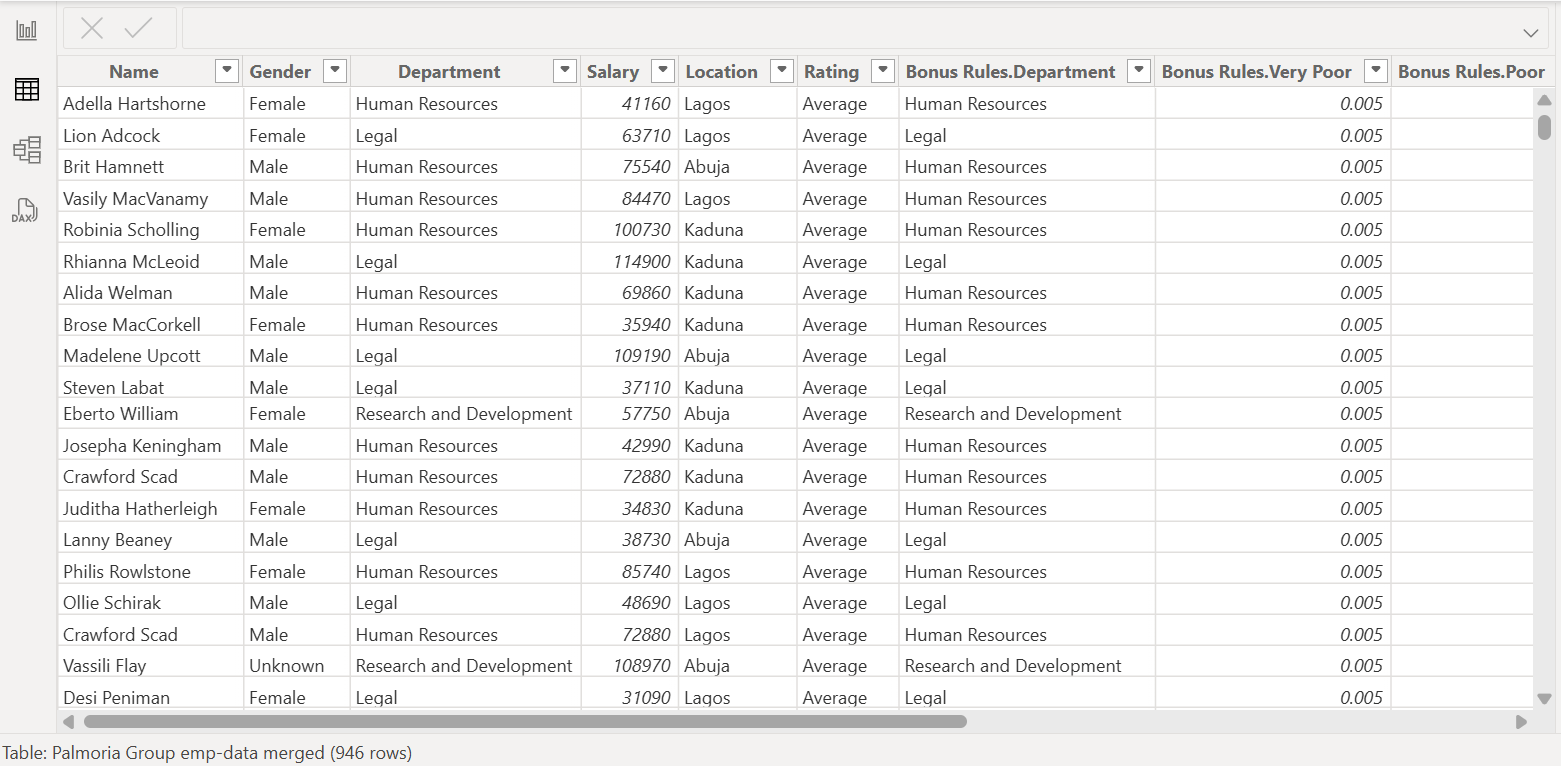 Name Gender Department Salary Location Rating Bonus Rules.Department Bonus Rules.Very Poor Bonus Rules.Poor
Adella Hartshorne Female Human Resources 41160 Lagos Average Human Resources 0.005
Lion Adcock Female Legal 63710 Lagos Average Legal 0.005
Brit Hamnett Male Human Resources 75540 Abuja Average Human Resources 0.005
DAX
Vasily MacVanamy Male Human Resources 84470 Lagos Average Human Resources 0.005
Robinia Scholling Female Human Resources 100730 Kaduna Average Human Resources 0.005
Rhianna McLeoid Male Legal 114900 Kaduna Average Legal 0.005
Alida Welman Male Human Resources 69860 Kaduna Average Human Resources 0.005
Brose MacCorkell Female Human Resources 35940 Kaduna Average Human Resources 0.005
Madelene Upcott Male Legal 109190 Abuja Average Legal 0.005
Steven Labat Male Legal 37110 Kaduna Average Legal 0.005
Eberto William Female Research and Development 57750 Abuja Average Research and Development 0.005
Josepha Keningham Male Human Resources 42990 Kaduna Average Human Resources 0.005
Crawford Scad Male Human Resources 72880 Kaduna Average Human Resources 0.005
Juditha Hatherleigh Female Human Resources 34830 Kaduna Average Human Resources 0.005
Lanny Beaney Male Legal 38730 Abuja Average Legal 0.005
Philis Rowlstone Female Human Resources 85740 Lagos Average Human Resources 0.005
Ollie Schirak Male Legal 48690 Lagos Average Legal 0.005
Crawford Scad Male Human Resources 72880 Lagos Average Human Resources 0.005
Vassili Flay Unknown Research and Development 108970 Abuja Average Research and Development 0.005
Desi Peniman Female Legal 31090 Lagos Average Legal 0.005
Table: Palmoria Group emp-data merged (946 rows)